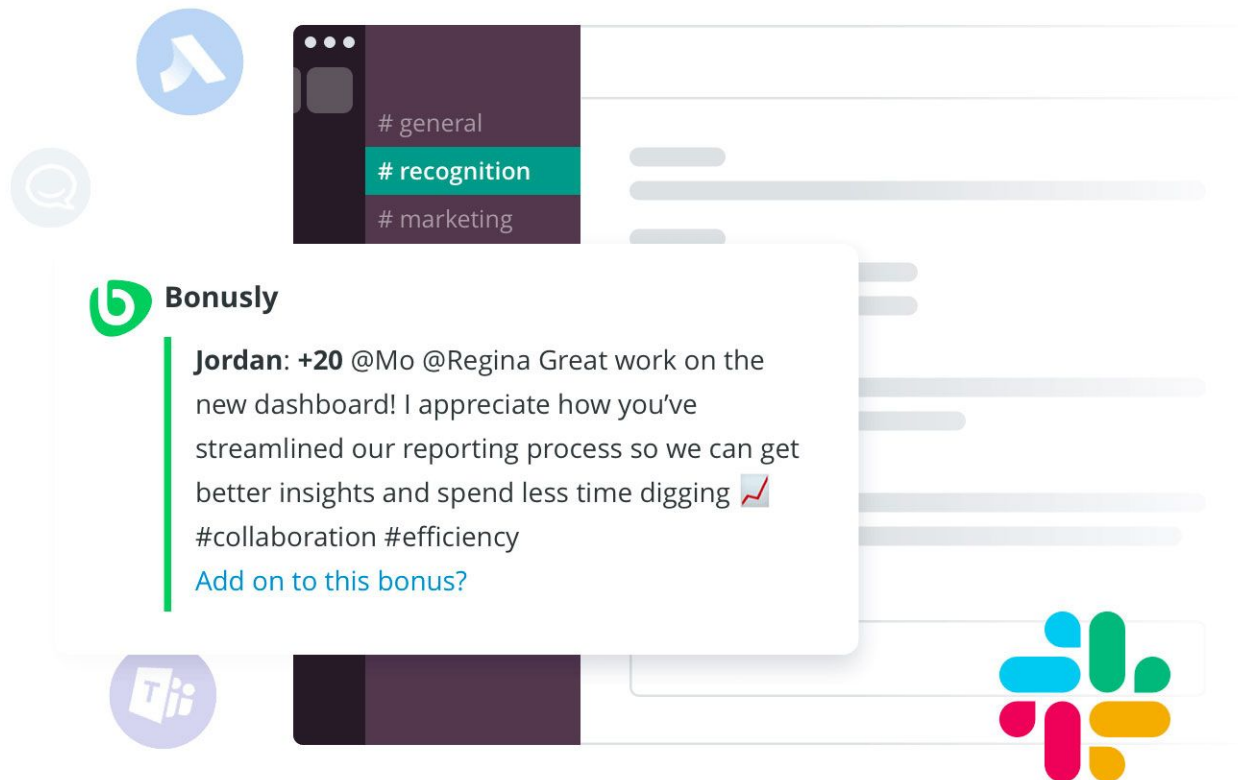 # general
# recognition
# marketing
Bonusly
Jordan: +20 @Mo @Regina Great work on the
new dashboard! I appreciate how you’ve
streamlined our reporting process so we can get
better insights and spend less time digging 📈
#collaboration #efficiency
Add on to this bonus?
T